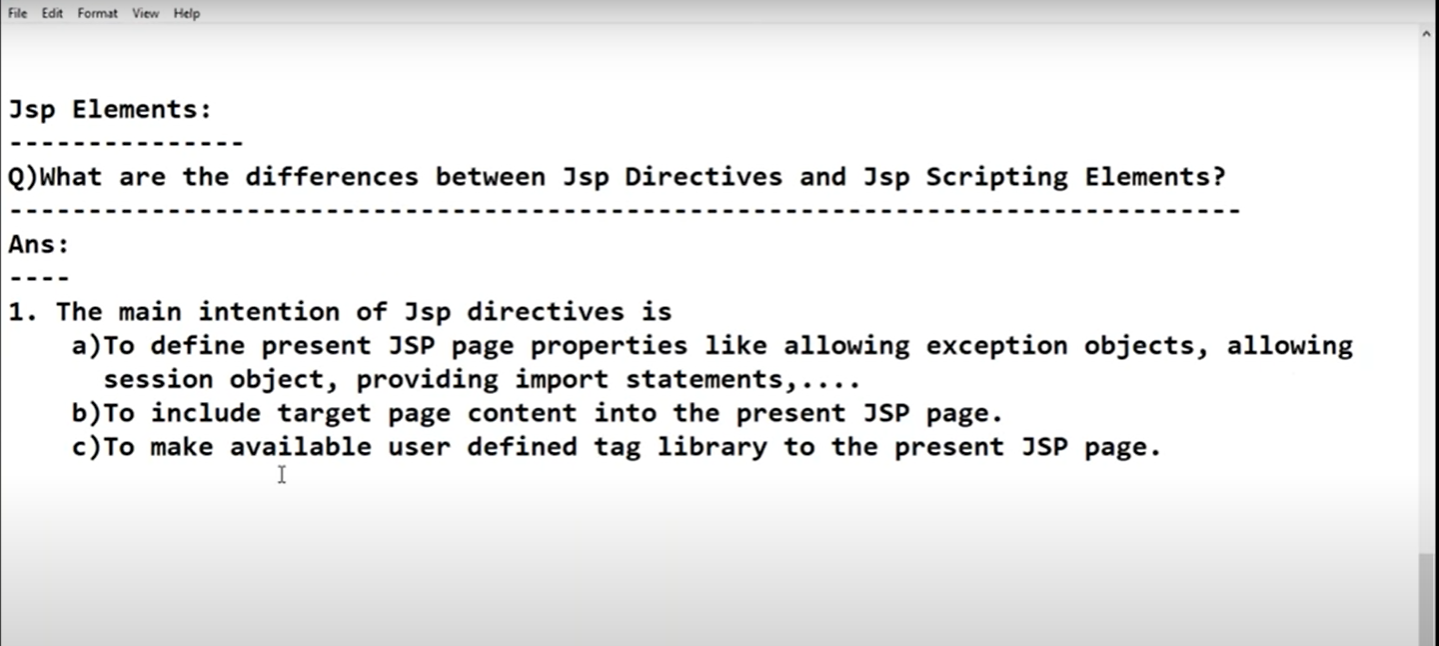 File Edit Format View Help
Jsp Elements:
---------------
Q)What are the differences between Jsp Directives and Jsp Scripting Elements?
------------------------------------------------------------------------------
Ans:
----
1. The main intention of Jsp directives is
a)To define present JSP page properties like allowing exception objects, allowing
session object, providing import statements,....
b)To include target page content into the present JSP page.
c)To make available user defined tag library to the present JSP page.